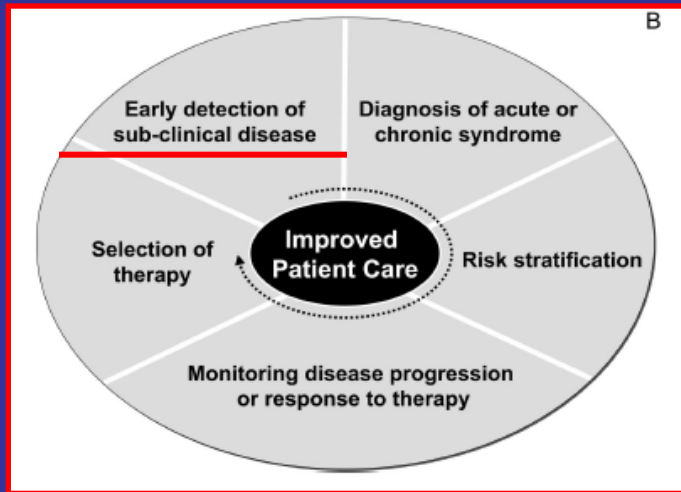 B
Early detection of
sub-clinical disease
Diagnosis of acute or
chronic syndrome
Selection of
therapy
Improved
Patient Care
Risk stratification
Monitoring disease progression
or response to therapy